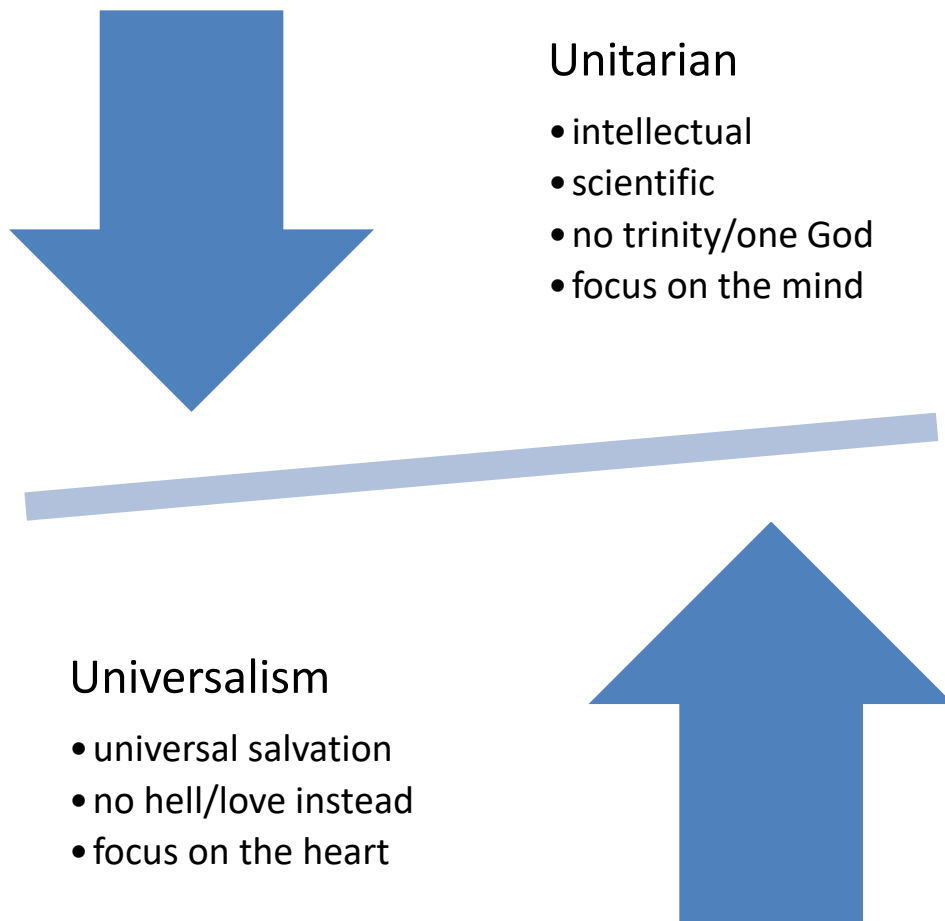 Unitarian
• intellectual
• scientific
• no trinity/one God
• focus on the mind
Universalism
• universal salvation
• no hell/love instead
• focus on the heart